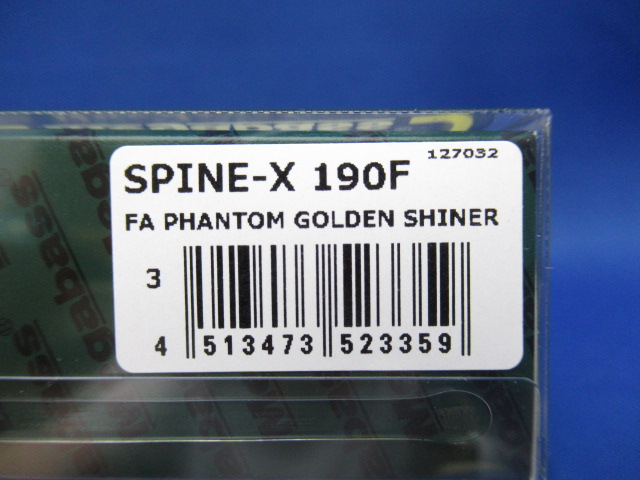 127032
SPINE-X 190F
FA PHANTOM GOLDEN SHINER
3
4 513473 523359